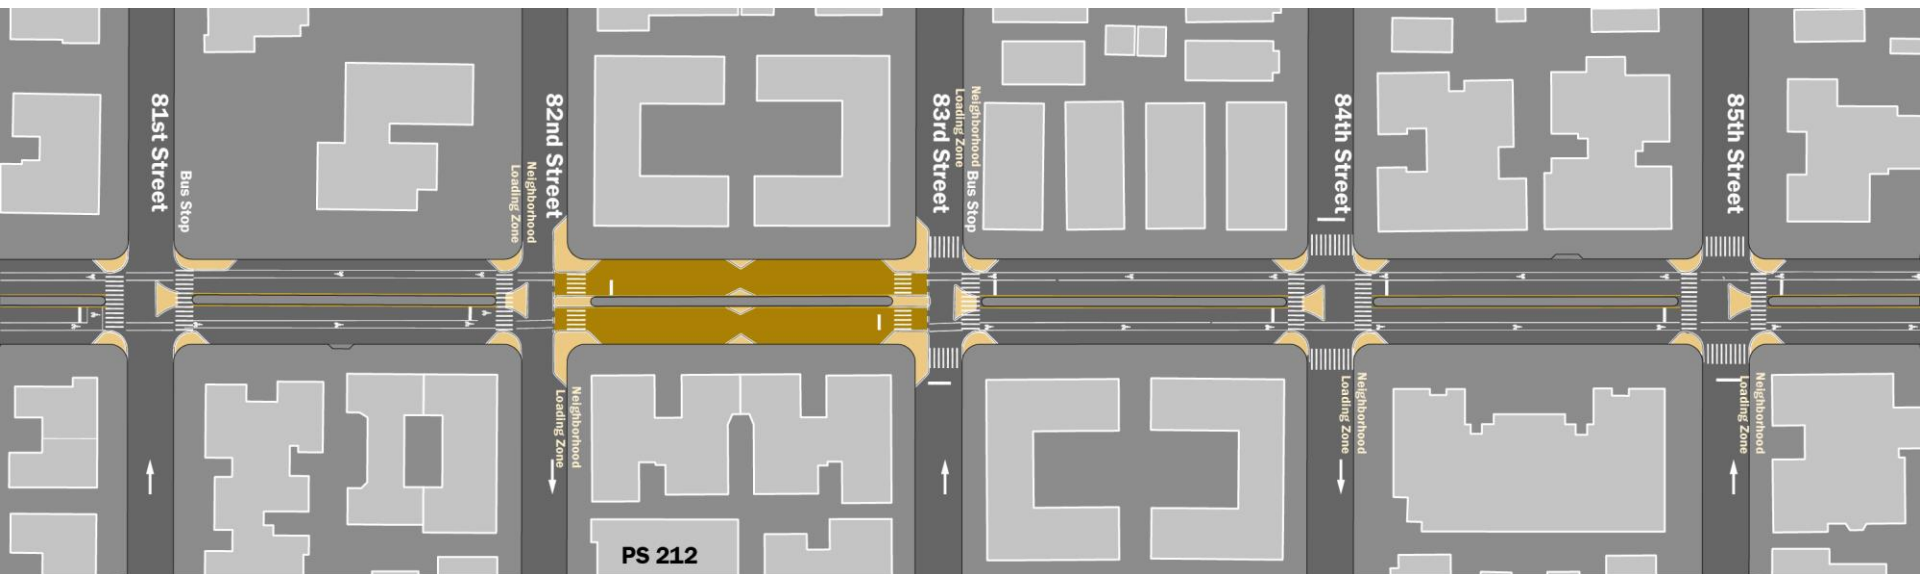 81st Street
Bus Stop
Neighborhood
Loading Zone
82nd Street
83rd Street
Neighborhood
Loading Zone
Bus Stop
84th Street
85th Street
Neighborhood
Loading Zone
Neighborhood
Loading Zone
Neighborhood
Loading Zone
PS 212